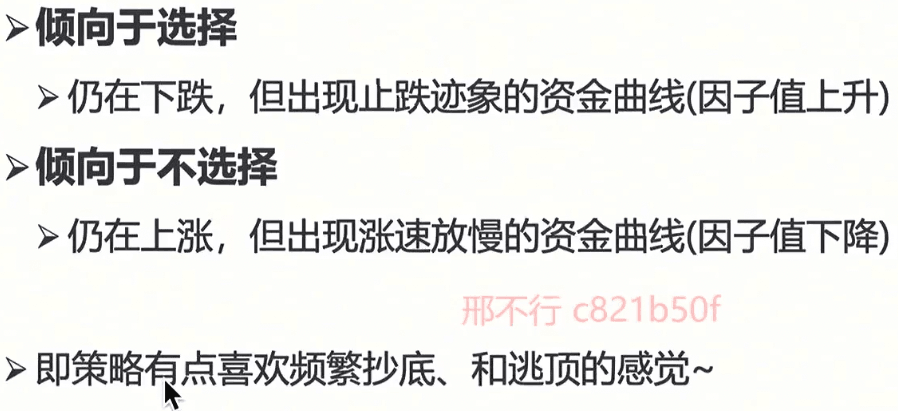 ➢倾向于选择
➢仍在下跌，但出现止跌迹象的资金曲线(因子值上升)
➢倾向于不选择
➢仍在上涨，但出现涨速放慢的资金曲线(因子值下降)
邢不行 c821b50f
➢即策略有点喜欢频繁抄底、和逃顶的感觉~